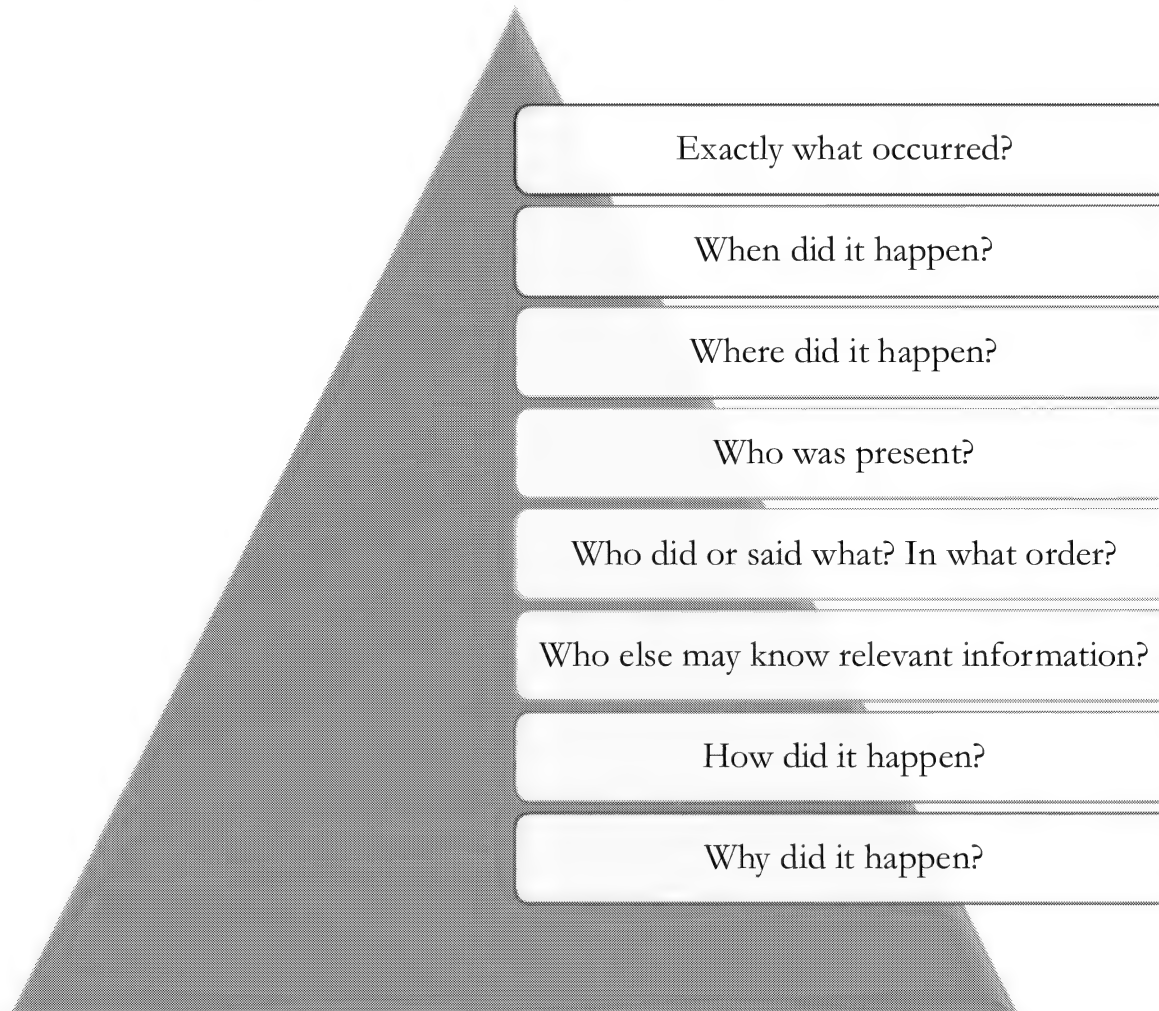 Exactly what occurred?
When did it happen?
Where did it happen?
Who was present?
Who did or said what? In what order?
Who else may know relevant information?
How did it happen?
Why did it happen?